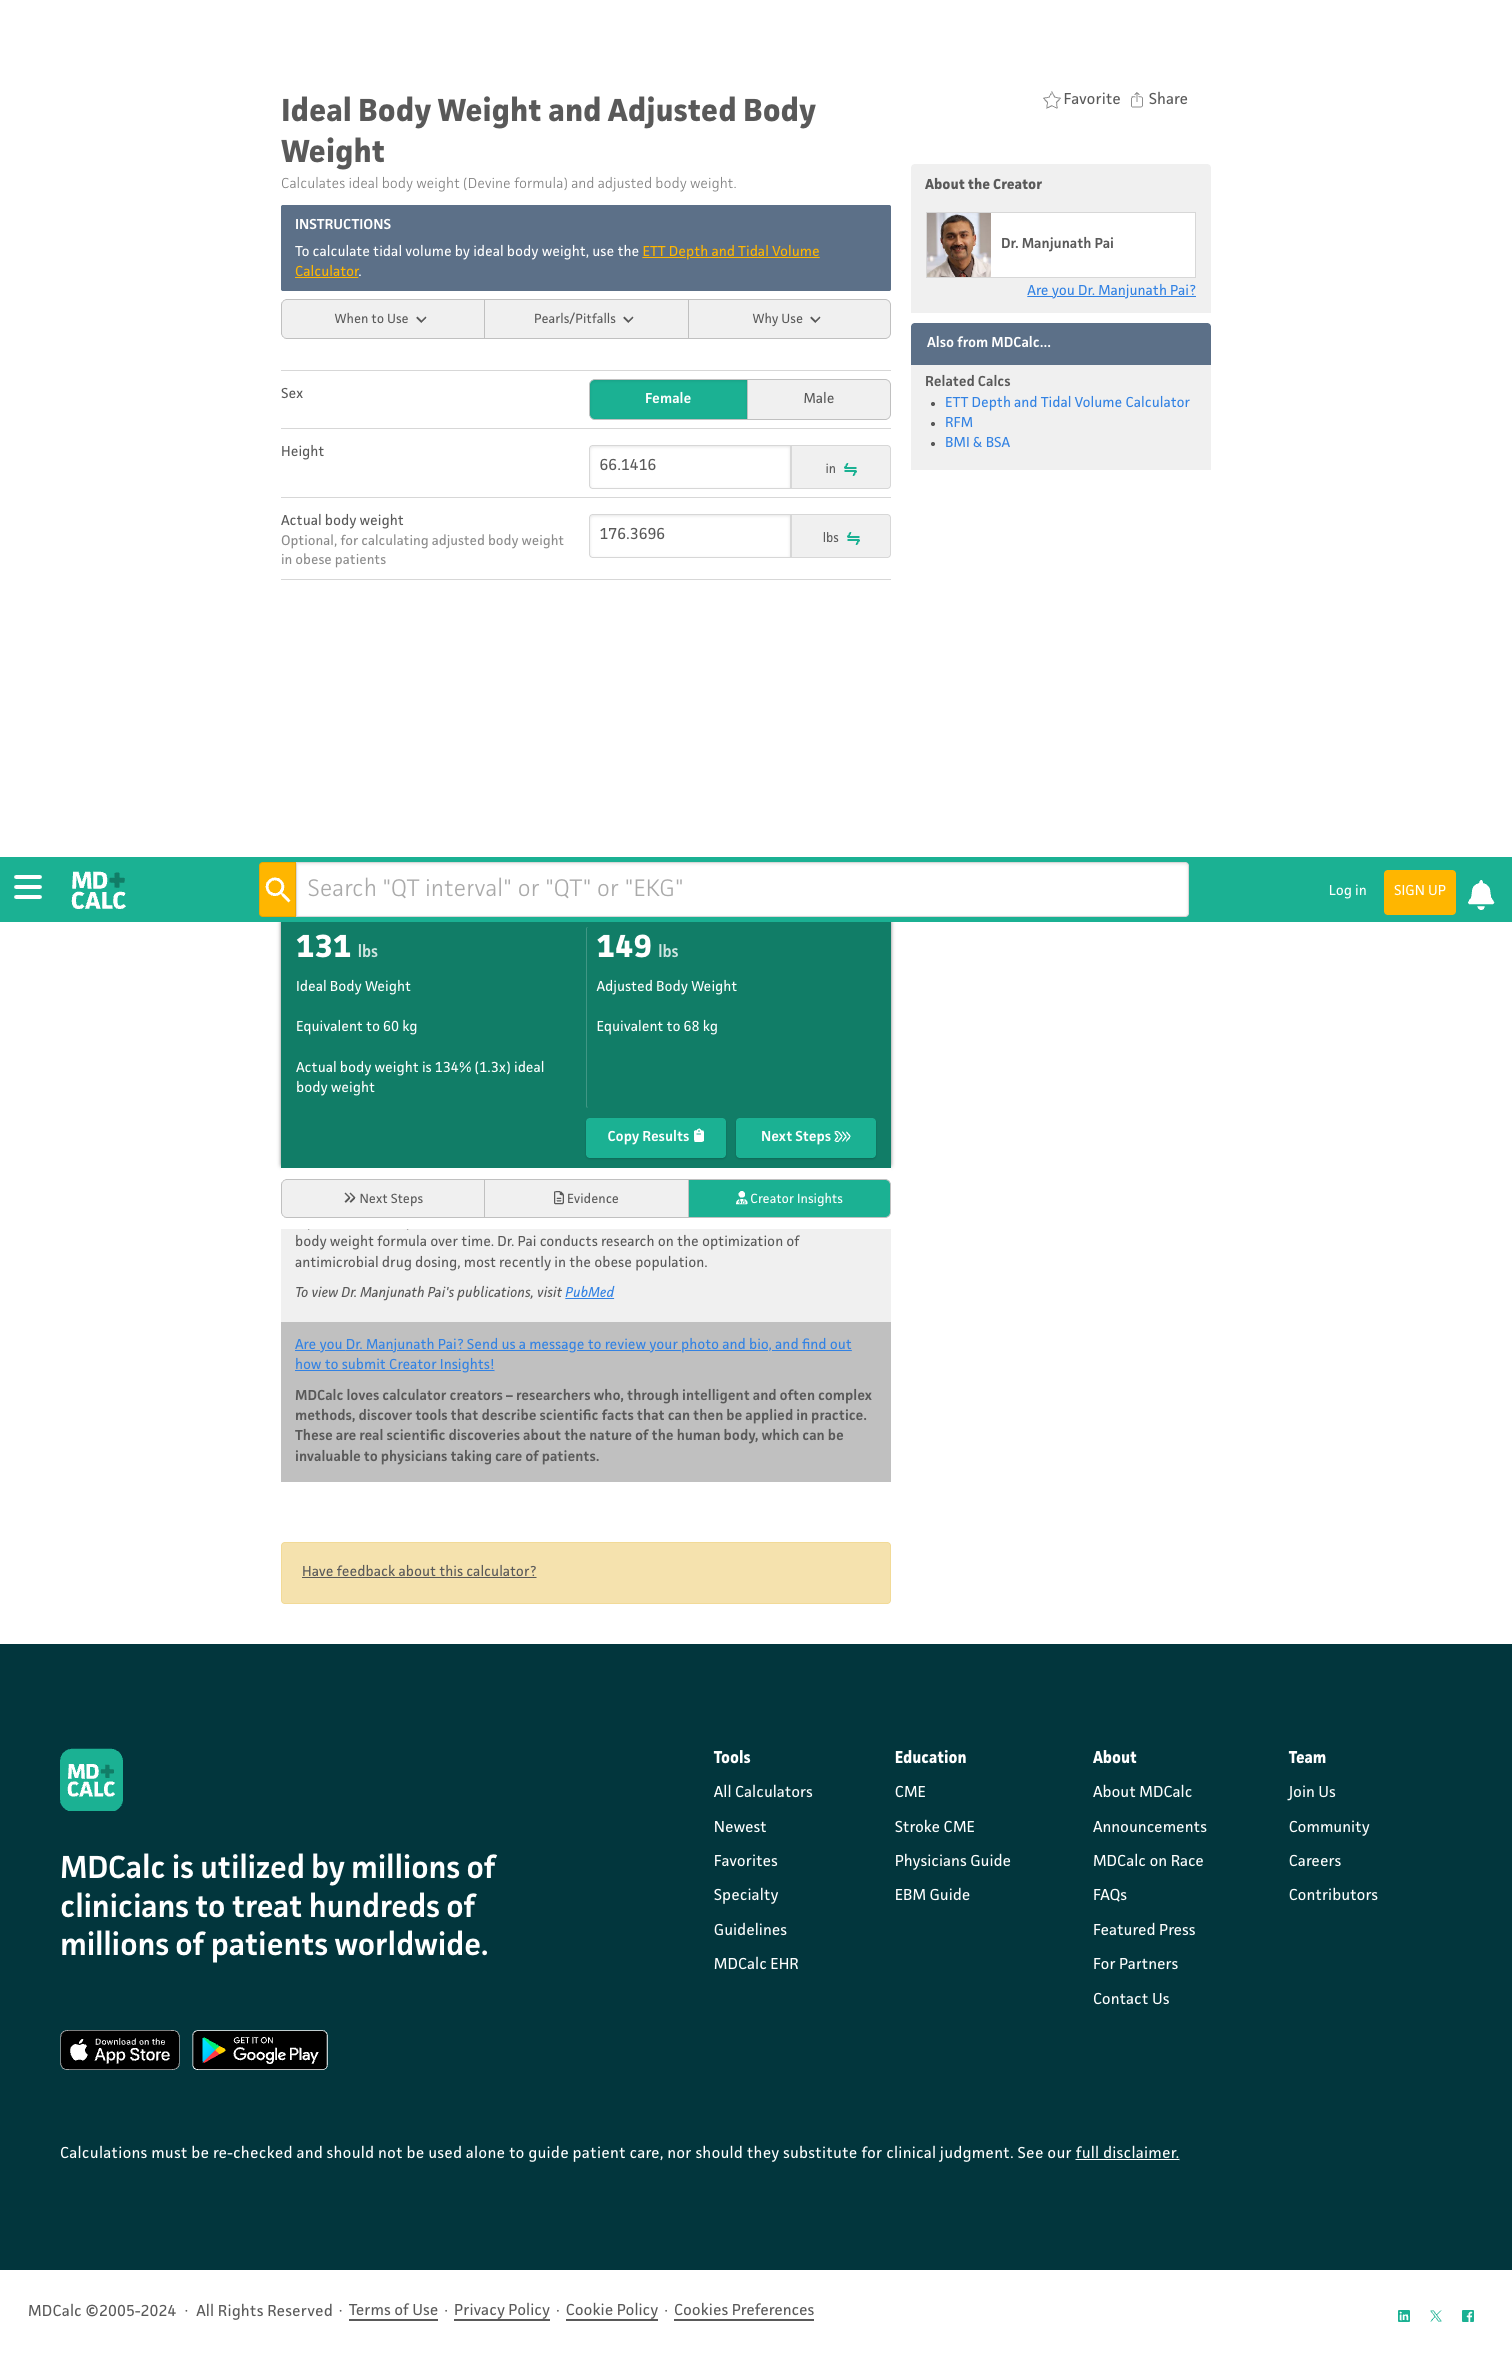 Ideal Body Weight and Adjusted Body
Weight
Calculates ideal body weight (Devine formula) and adjusted body weight.
Favorite Share
INSTRUCTIONS
To calculate tidal volume by ideal body weight, use the ETT Depth and Tidal Volume
Calculator.
When to Use Pearls/Pitfalls Why Use
Sex Female Male
Height 66.1416 in
Actual body weight 176.3696 lbs
Optional, for calculating adjusted body weight
in obese patients
About the Creator
Dr. Manjunath Pai
Are you Dr. Manjunath Pai?
Also from MDCalc...
Related Calcs
ETT Depth and Tidal Volume Calculator
RFM
BMI & BSA
MD+
CALC
Search "QT interval" or "QT" or "EKG"
Log in SIGN UP
131 lbs
Ideal Body Weight
Equivalent to 60 kg
Actual body weight is 134% (1.3x) ideal
body weight
149 lbs
Adjusted Body Weight
Equivalent to 68 kg
Copy Results Next Steps
Next Steps Evidence Creator Insights
body weight formula over time. Dr. Pai conducts research on the optimization of
antimicrobial drug dosing, most recently in the obese population.
To view Dr. Manjunath Pai's publications, visit PubMed
Are you Dr. Manjunath Pai? Send us a message to review your photo and bio, and find out
how to submit Creator Insights!
MDCalc loves calculator creators – researchers who, through intelligent and often complex
methods, discover tools that describe scientific facts that can then be applied in practice.
These are real scientific discoveries about the nature of the human body, which can be
invaluable to physicians taking care of patients.
Have feedback about this calculator?
MD+
CALC
MDCalc is utilized by millions of
clinicians to treat hundreds of
millions of patients worldwide.
Download on the
App Store
GET IT ON
Google Play
Tools
All Calculators
Newest
Favorites
Specialty
Guidelines
MDCalc EHR
Education
CME
Stroke CME
Physicians Guide
EBM Guide
About
About MDCalc
Announcements
MDCalc on Race
FAQs
Featured Press
For Partners
Contact Us
Team
Join Us
Community
Careers
Contributors
Calculations must be re-checked and should not be used alone to guide patient care, nor should they substitute for clinical judgment. See our full disclaimer.
MDCalc ©2005-2024 · All Rights Reserved · Terms of Use · Privacy Policy · Cookie Policy · Cookies Preferences